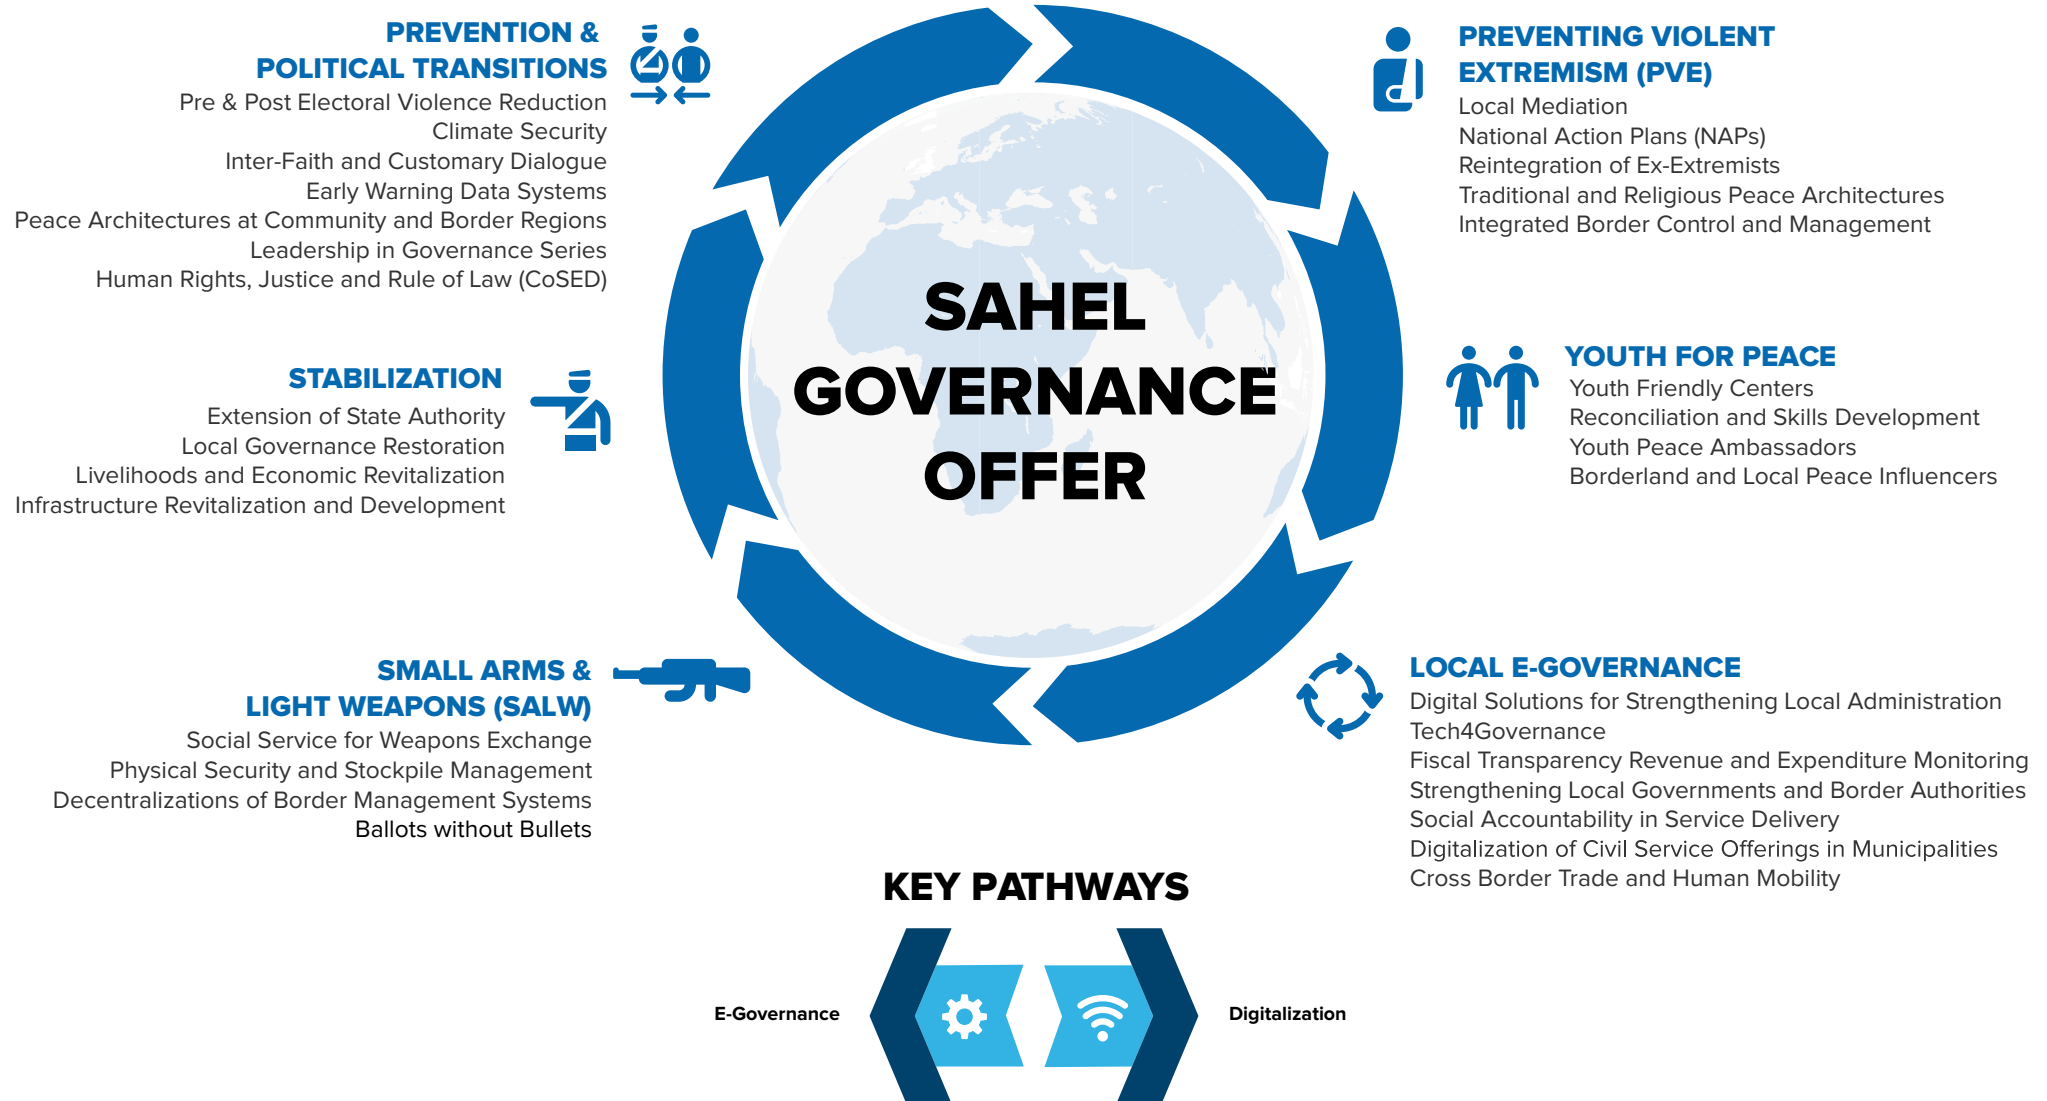 PREVENTION &
POLITICAL TRANSITIONS
Pre & Post Electoral Violence Reduction
Climate Security
Inter-Faith and Customary Dialogue
Early Warning Data Systems
Peace Architectures at Community and Border Regions
Leadership in Governance Series
Human Rights, Justice and Rule of Law (CoSED)
STABILIZATION
Extension of State Authority
Local Governance Restoration
Livelihoods and Economic Revitalization
Infrastructure Revitalization and Development
SMALL ARMS &
LIGHT WEAPONS (SALW)
Social Service for Weapons Exchange
Physical Security and Stockpile Management
Decentralizations of Border Management Systems
Ballots without Bullets
SAHEL
GOVERNANCE
OFFER
PREVENTING VIOLENT
EXTREMISM (PVE)
Local Mediation
National Action Plans (NAPs)
Reintegration of Ex-Extremists
Traditional and Religious Peace Architectures
Integrated Border Control and Management
YOUTH FOR PEACE
Youth Friendly Centers
Reconciliation and Skills Development
Youth Peace Ambassadors
Borderland and Local Peace Influencers
LOCAL E-GOVERNANCE
Digital Solutions for Strengthening Local Administration
Tech4Governance
Fiscal Transparency Revenue and Expenditure Monitoring
Strengthening Local Governments and Border Authorities
Social Accountability in Service Delivery
Digitalization of Civil Service Offerings in Municipalities
Cross Border Trade and Human Mobility
KEY PATHWAYS
E-Governance
Digitalization